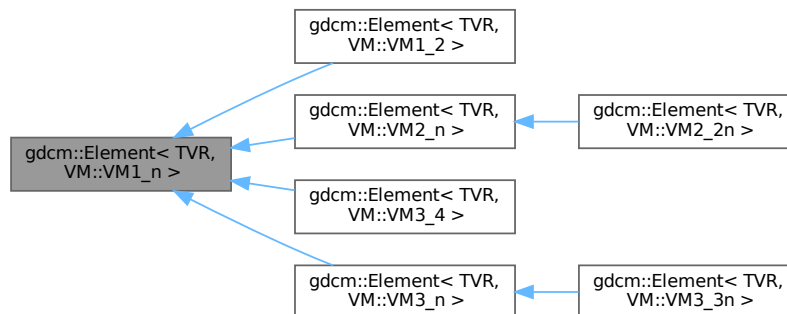 gdcm::Element< TVR,
VM::VM1_2 >
gdcm::Element< TVR,
VM::VM2_n >
gdcm::Element< TVR,
VM::VM2_2n >
gdcm::Element< TVR,
VM::VM1_n >
gdcm::Element< TVR,
VM::VM3_4 >
gdcm::Element< TVR,
VM::VM3_n >
gdcm::Element< TVR,
VM::VM3_3n >